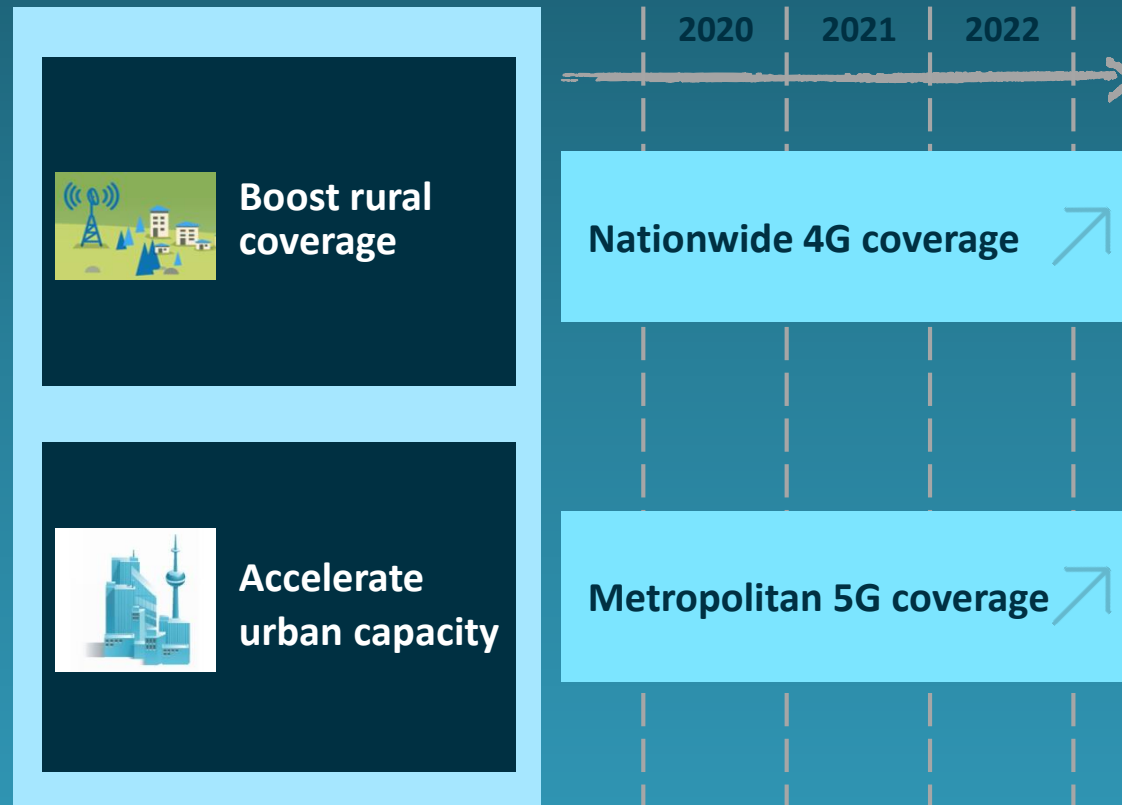 2020 2021 2022
Boost rural
coverage
Nationwide 4G coverage
Accelerate
urban capacity
Metropolitan 5G coverage